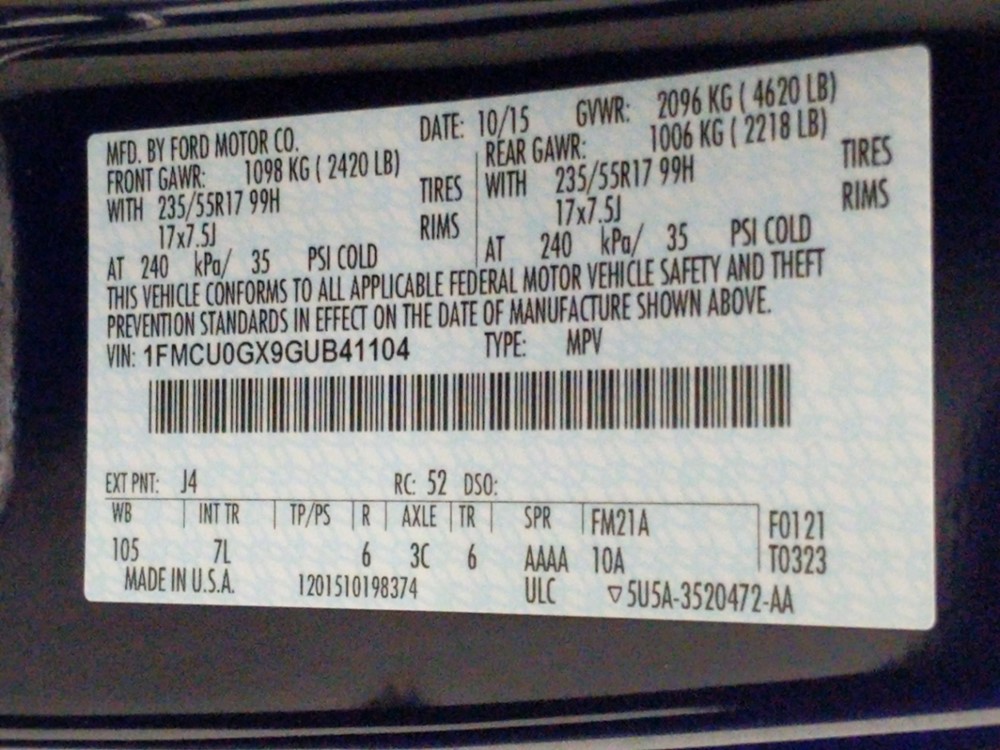 MFD. BY FORD MOTOR CO. DATE: 10/15 GVWR: 2096 KG ( 4620 LB)
FRONT GAWR: 1098 KG ( 2420 LB) REAR GAWR: 1006 KG ( 2218 LB)
WITH 235/55R17 99H TIRES WITH 235/55R17 99H TIRES
17x7.5J RIMS 17x7.5J RIMS
AT 240 kPa/ 35 PSI COLD AT 240 kPa/ 35 PSI COLD
THIS VEHICLE CONFORMS TO ALL APPLICABLE FEDERAL MOTOR VEHICLE SAFETY AND THEFT
PREVENTION STANDARDS IN EFFECT ON THE DATE OF MANUFACTURE SHOWN ABOVE.
VIN: 1FMCU0GX9GUB41104 TYPE: MPV
EXT PNT: J4 RC: 52 DSO:
WB INT TR TP/PS R AXLE TR SPR FM21A F0121
105 7L 6 3C 6 AAAA 10A T0323
MADE IN U.S.A. 1201510198374 ULC ▽5U5A-3520472-AA